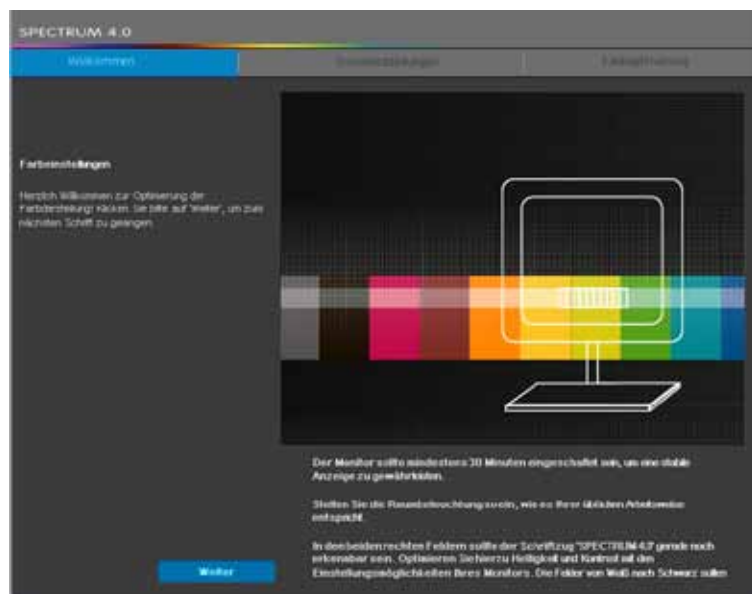 SPECTRUM 4.0
Willkommen
Farbeinstellungen
Herzlich Willkommen zur Optimierung der
Farbdarstellung! Klicken Sie bitte auf 'Weiter', um zum
nächsten Schritt zu gelangen.
Der Monitor sollte mindestens 30 Minuten eingeschaltet sein, um eine stabile
Anzeige zu gewährleisten.
Stellen Sie die Raumbeleuchtung so ein, wie es Ihrer üblichen Arbeitsweise
entspricht.
In den beiden rechten Feldern sollte der Schriftzug "SPECTRUM 4.0" gerade noch
erkennbar sein. Optimieren Sie hierzu Helligkeit und Kontrast mit den
Einstellungsmöglichkeiten Ihres Monitors. Die Felder von Weiß nach Schwarz sollen
Weiter